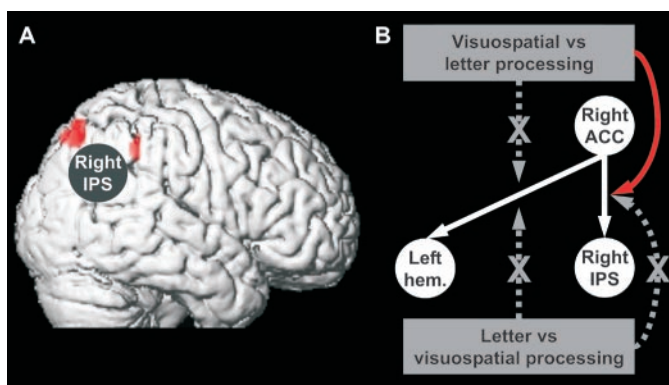 A
Right
IPS
B
Visuospatial vs
letter processing
X
Right
ACC
Left
hem.
X
Right
IPS
X
Letter vs
visuospatial processing